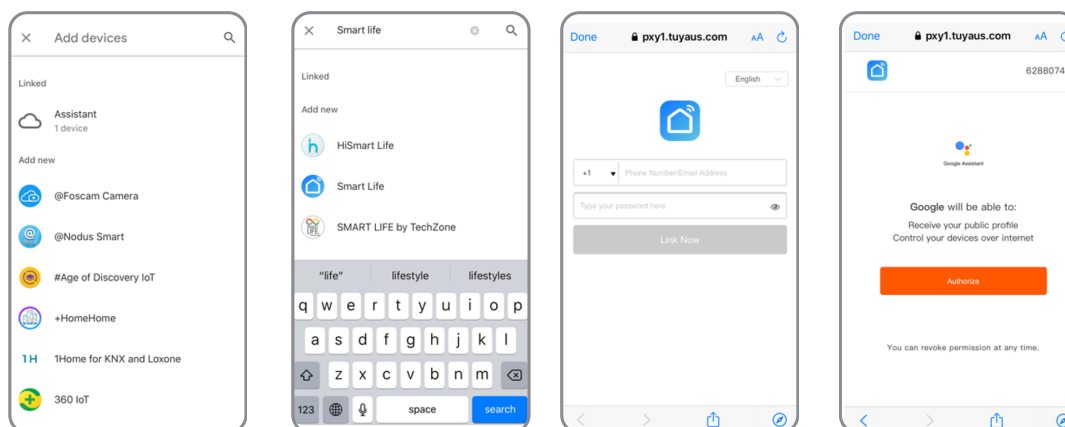 Add devices
Linked
Assistant
1 device
Add new
@Foscam Camera
@Nodus Smart
#Age of Discovery IoT
+HomeHome
1H 1Home for KNX and Loxone
360 IoT
Smart life
Linked
Add new
HiSmart Life
Smart Life
SMART LIFE by TechZone
"life" lifestyle lifestyles
q w e r t y u i o p
a s d f g h j k l
z x c v b n m
123 space search
Done pxy1.tuyaus.com AA
English
+1 Phone Number/Email Address
Type your password here
Link Now
Done pxy1.tuyaus.com AA
6288074
Google Assistant
Google will be able to:
Receive your public profile
Control your devices over internet
Authorize
You can revoke permission at any time.